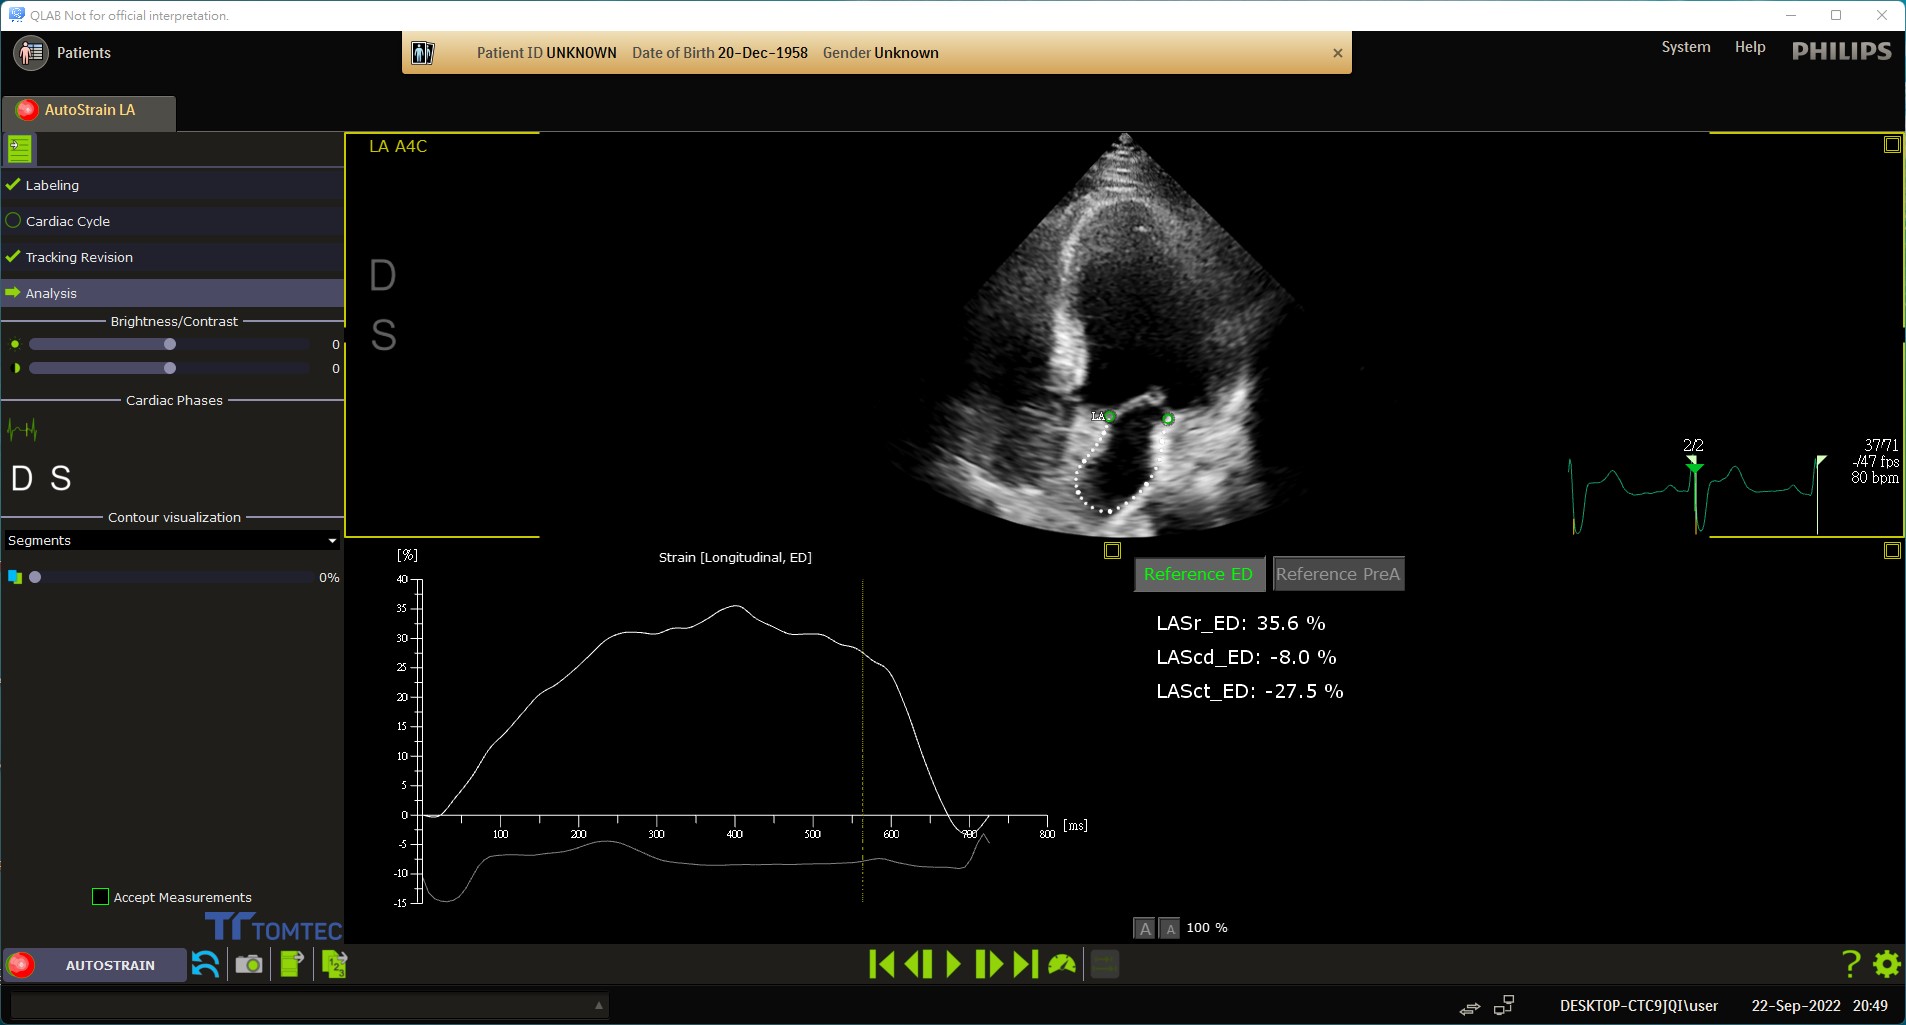 QLAB Not for official interpretation.
Patients
Patient ID UNKNOWN Date of Birth 20-Dec-1958 Gender Unknown
System Help PHILIPS
AutoStrain LA
Labeling
Cardiac Cycle
Tracking Revision
Analysis
Brightness/Contrast
0
0
Cardiac Phases
D S
Contour visualization
Segments
0%
Accept Measurements
TOMTEC
LA A4C
D
S
LA
2/2
37/71
-/47 fps
80 bpm
[%]
Strain [Longitudinal, ED]
40
35
30
25
20
15
10
5
0
-5
-10
-15
100 200 300 400 500 600 700 800 [ms]
Reference ED Reference PreA
LASr_ED: 35.6 %
LAScd_ED: -8.0 %
LASct_ED: -27.5 %
A A 100 %
AUTOSTRAIN
1 2 3
?
DESKTOP-CTC9JQI\user 22-Sep-2022 20:49